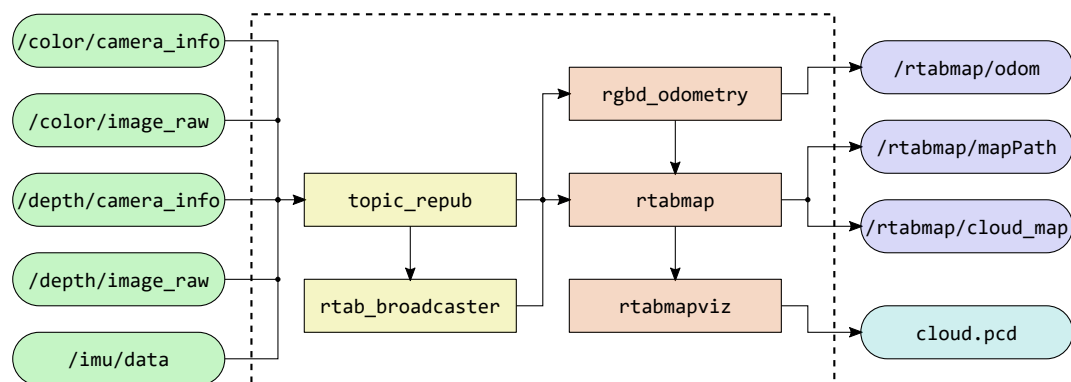 /color/camera_info
/color/image_raw
/depth/camera_info
/depth/image_raw
/imu/data
topic_repub
rtab_broadcaster
rgbd_odometry
rtabmap
rtabmapviz
/rtabmap/odom
/rtabmap/mapPath
/rtabmap/cloud_map
cloud.pcd